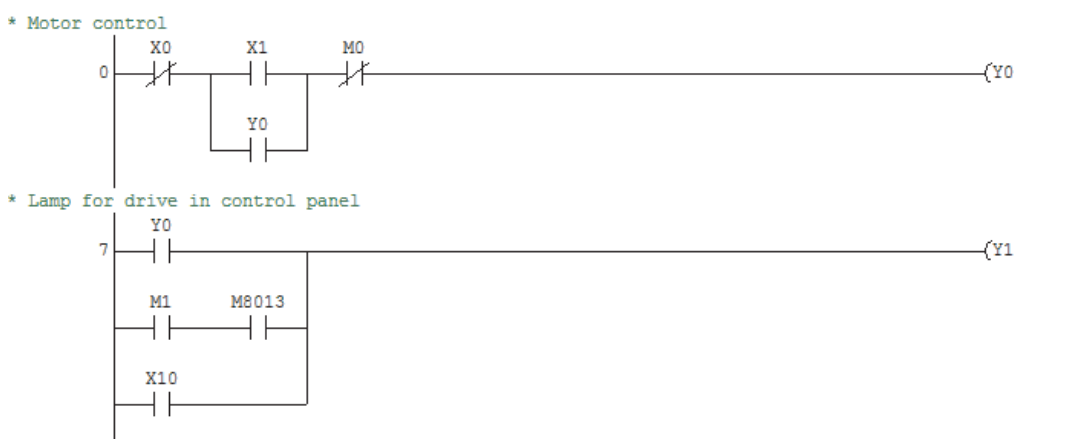 * Motor control
X0 X1 M0
0 Y0
Y0
* Lamp for drive in control panel
Y0
7 Y1
M1 M8013
X10